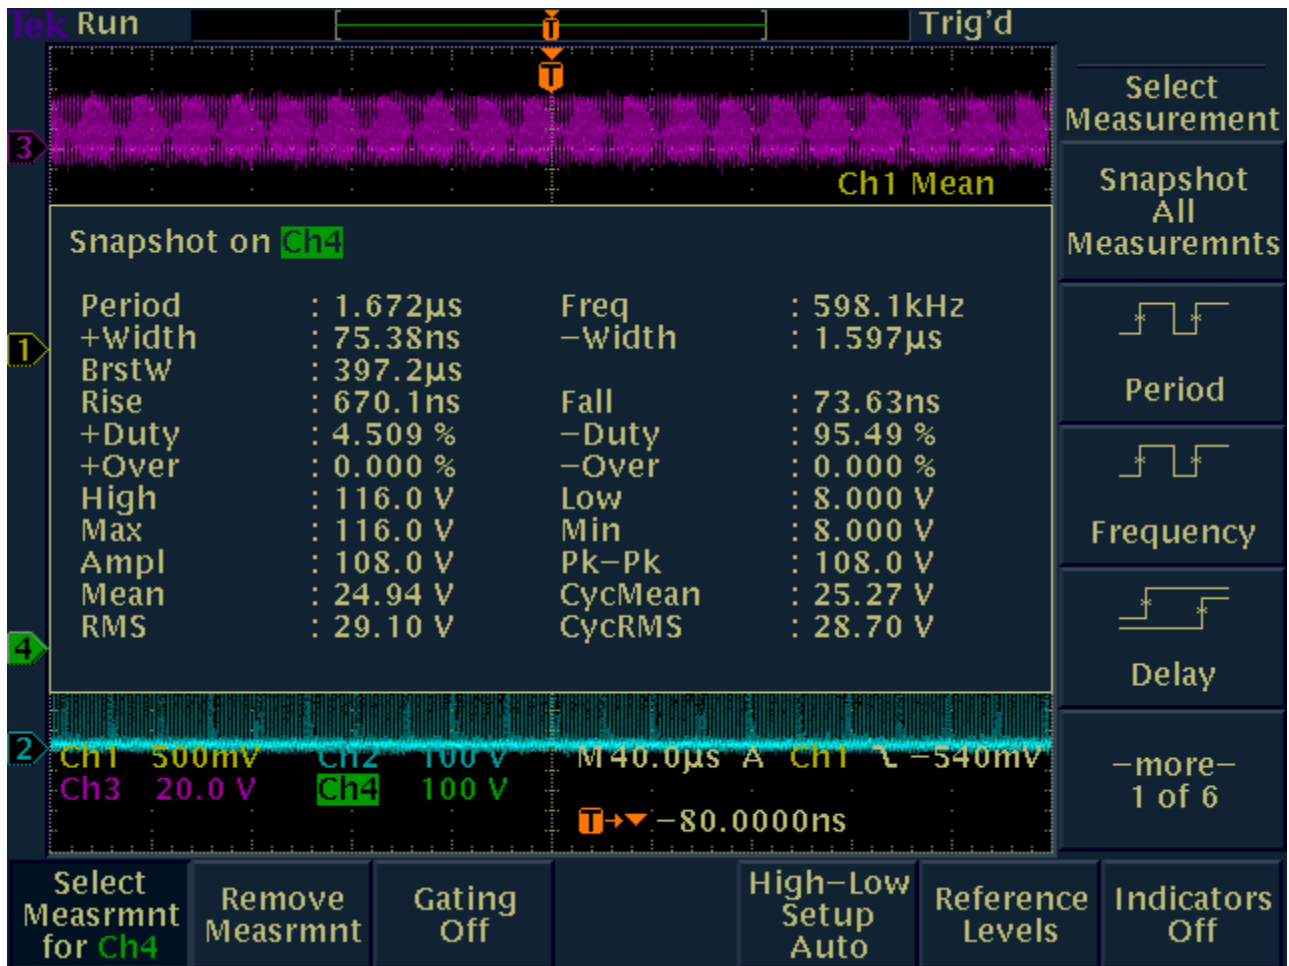 Tek Run Trig'd
T
T
Select
Measurement
3
Ch1 Mean
Snapshot
All
Measuremnts
Snapshot on Ch4
Period : 1.672µs Freq : 598.1kHz
+Width : 75.38ns −Width : 1.597µs
BrstW : 397.2µs
Rise : 670.1ns Fall : 73.63ns
+Duty : 4.509 % −Duty : 95.49 %
+Over : 0.000 % −Over : 0.000 %
High : 116.0 V Low : 8.000 V
Max : 116.0 V Min : 8.000 V
Ampl : 108.0 V Pk−Pk : 108.0 V
Mean : 24.94 V CycMean : 25.27 V
RMS : 29.10 V CycRMS : 28.70 V
1
4
2
Period
Frequency
Delay
−more−
1 of 6
Ch1 500mV Ch2 100 V M 40.0µs A Ch1 −540mV
Ch3 20.0 V Ch4 100 V
T→ −80.0000ns
Select
Measrmnt
for Ch4
Remove
Measrmnt
Gating
Off
High−Low
Setup
Auto
Reference
Levels
Indicators
Off